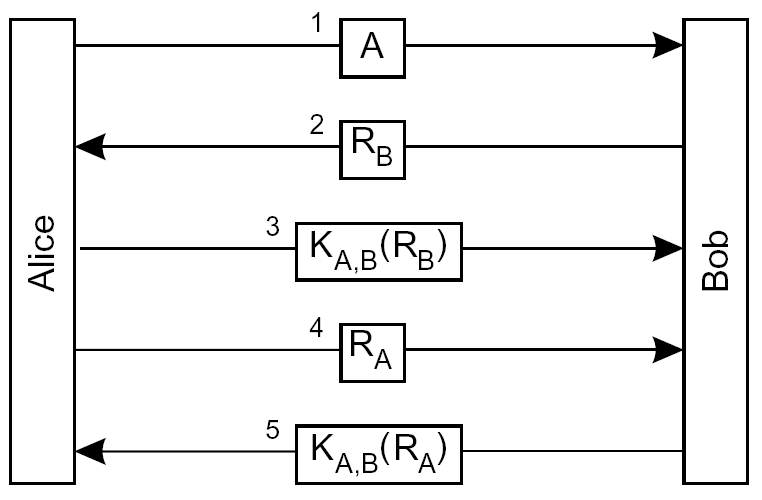 1
A
2
R_B
3
K_A,B(R_B)
4
R_A
5
K_A,B(R_A)
Alice
Bob